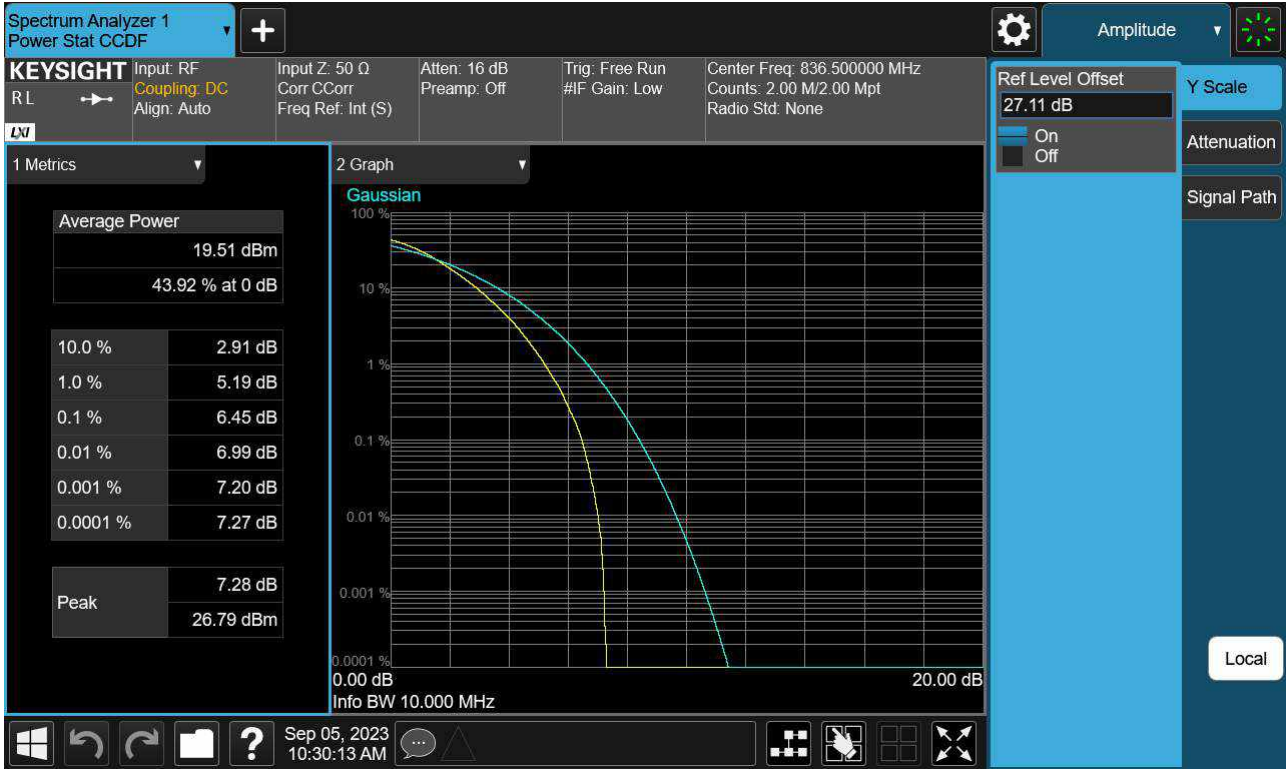 Spectrum Analyzer 1
Power Stat CCDF
+
Amplitude
KEYSIGHT
RL
LXI
Input: RF
Coupling: DC
Align: Auto
Input Z: 50 Ω
Corr CCorr
Freq Ref: Int (S)
Atten: 16 dB
Preamp: Off
Trig: Free Run
#IF Gain: Low
Center Freq: 836.500000 MHz
Counts: 2.00 M/2.00 Mpt
Radio Std: None
Ref Level Offset
27.11 dB
On
Off
Y Scale
Attenuation
Signal Path
Local
1 Metrics
Average Power
19.51 dBm
43.92 % at 0 dB
10.0 % 2.91 dB
1.0 % 5.19 dB
0.1 % 6.45 dB
0.01 % 6.99 dB
0.001 % 7.20 dB
0.0001 % 7.27 dB
Peak
7.28 dB
26.79 dBm
2 Graph
Gaussian
100 %
10 %
1 %
0.1 %
0.01 %
0.001 %
0.0001 %
0.00 dB 20.00 dB
Info BW 10.000 MHz
?
Sep 05, 2023
10:30:13 AM